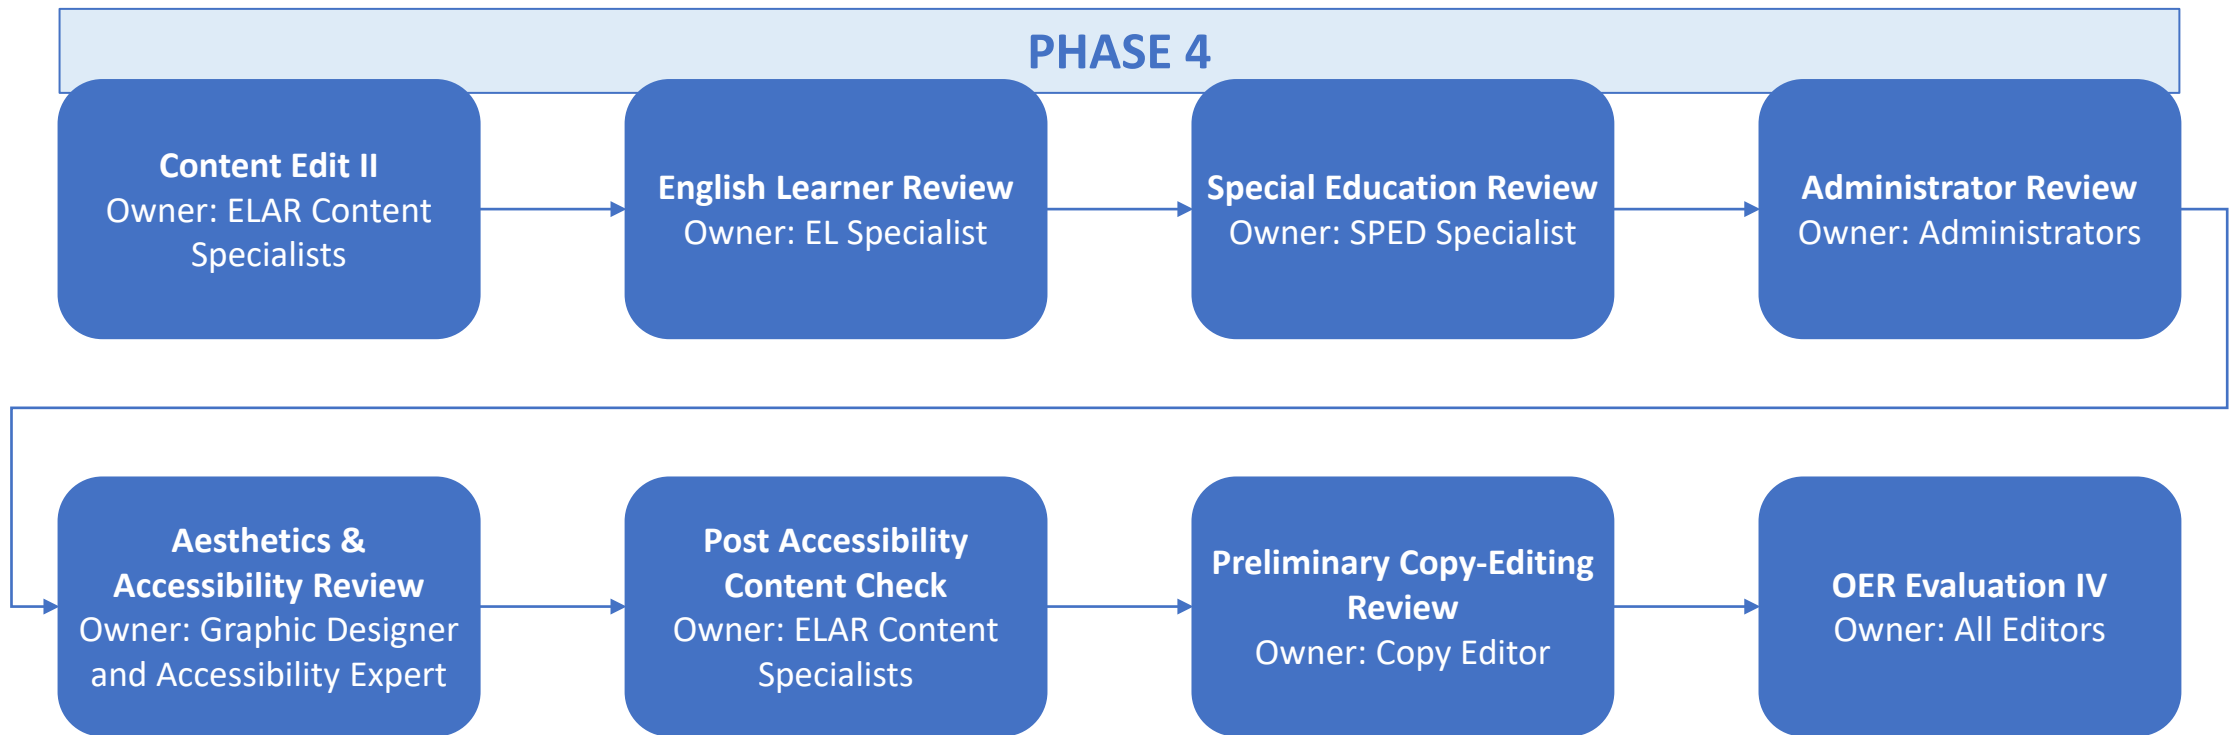 PHASE 4
Content Edit II
Owner: ELAR Content
Specialists
English Learner Review
Owner: EL Specialist
Special Education Review
Owner: SPED Specialist
Administrator Review
Owner: Administrators
Aesthetics &
Accessibility Review
Owner: Graphic Designer
and Accessibility Expert
Post Accessibility
Content Check
Owner: ELAR Content
Specialists
Preliminary Copy-Editing
Review
Owner: Copy Editor
OER Evaluation IV
Owner: All Editors